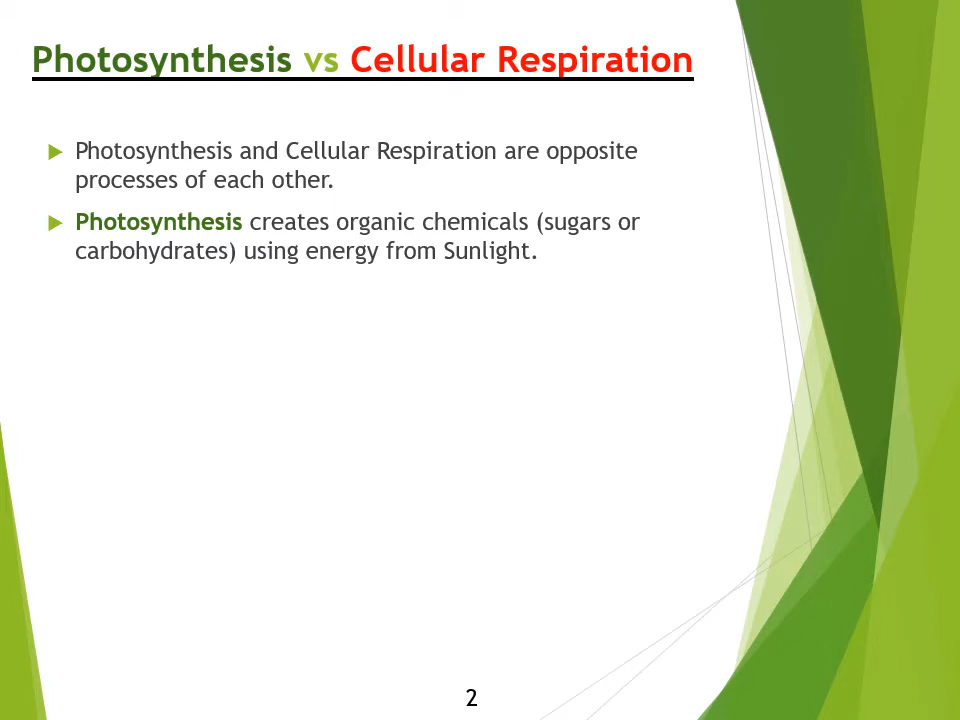 Photosynthesis vs Cellular Respiration
Photosynthesis and Cellular Respiration are opposite
processes of each other.
Photosynthesis creates organic chemicals (sugars or
carbohydrates) using energy from Sunlight.
2